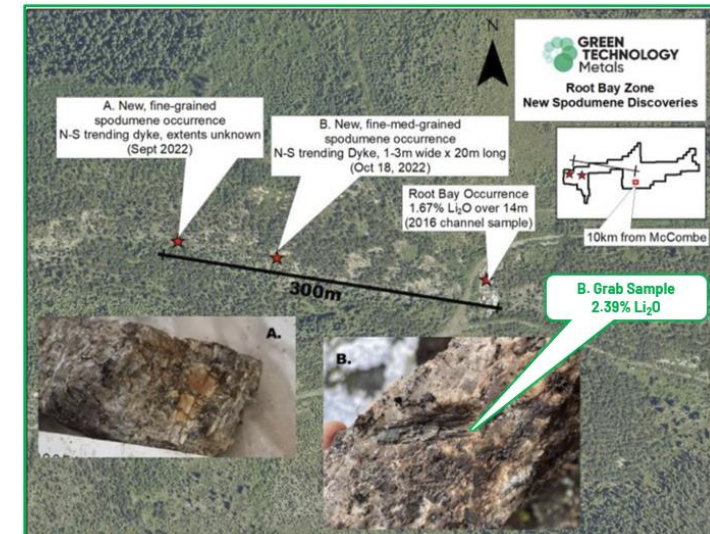 N
GREEN
TECHNOLOGY
Metals
Root Bay Zone
New Spodumene Discoveries
A. New, fine-grained
spodumene occurrence
N-S trending dyke, extents unknown
(Sept 2022)
B. New, fine-med-grained
spodumene occurrence
N-S trending Dyke, 1-3m wide x 20m long
(Oct 18, 2022)
Root Bay Occurrence
1.67% Li₂O over 14m
(2016 channel sample)
10km from McCombe
300m
B. Grab Sample
2.39% Li₂O
A.
B.